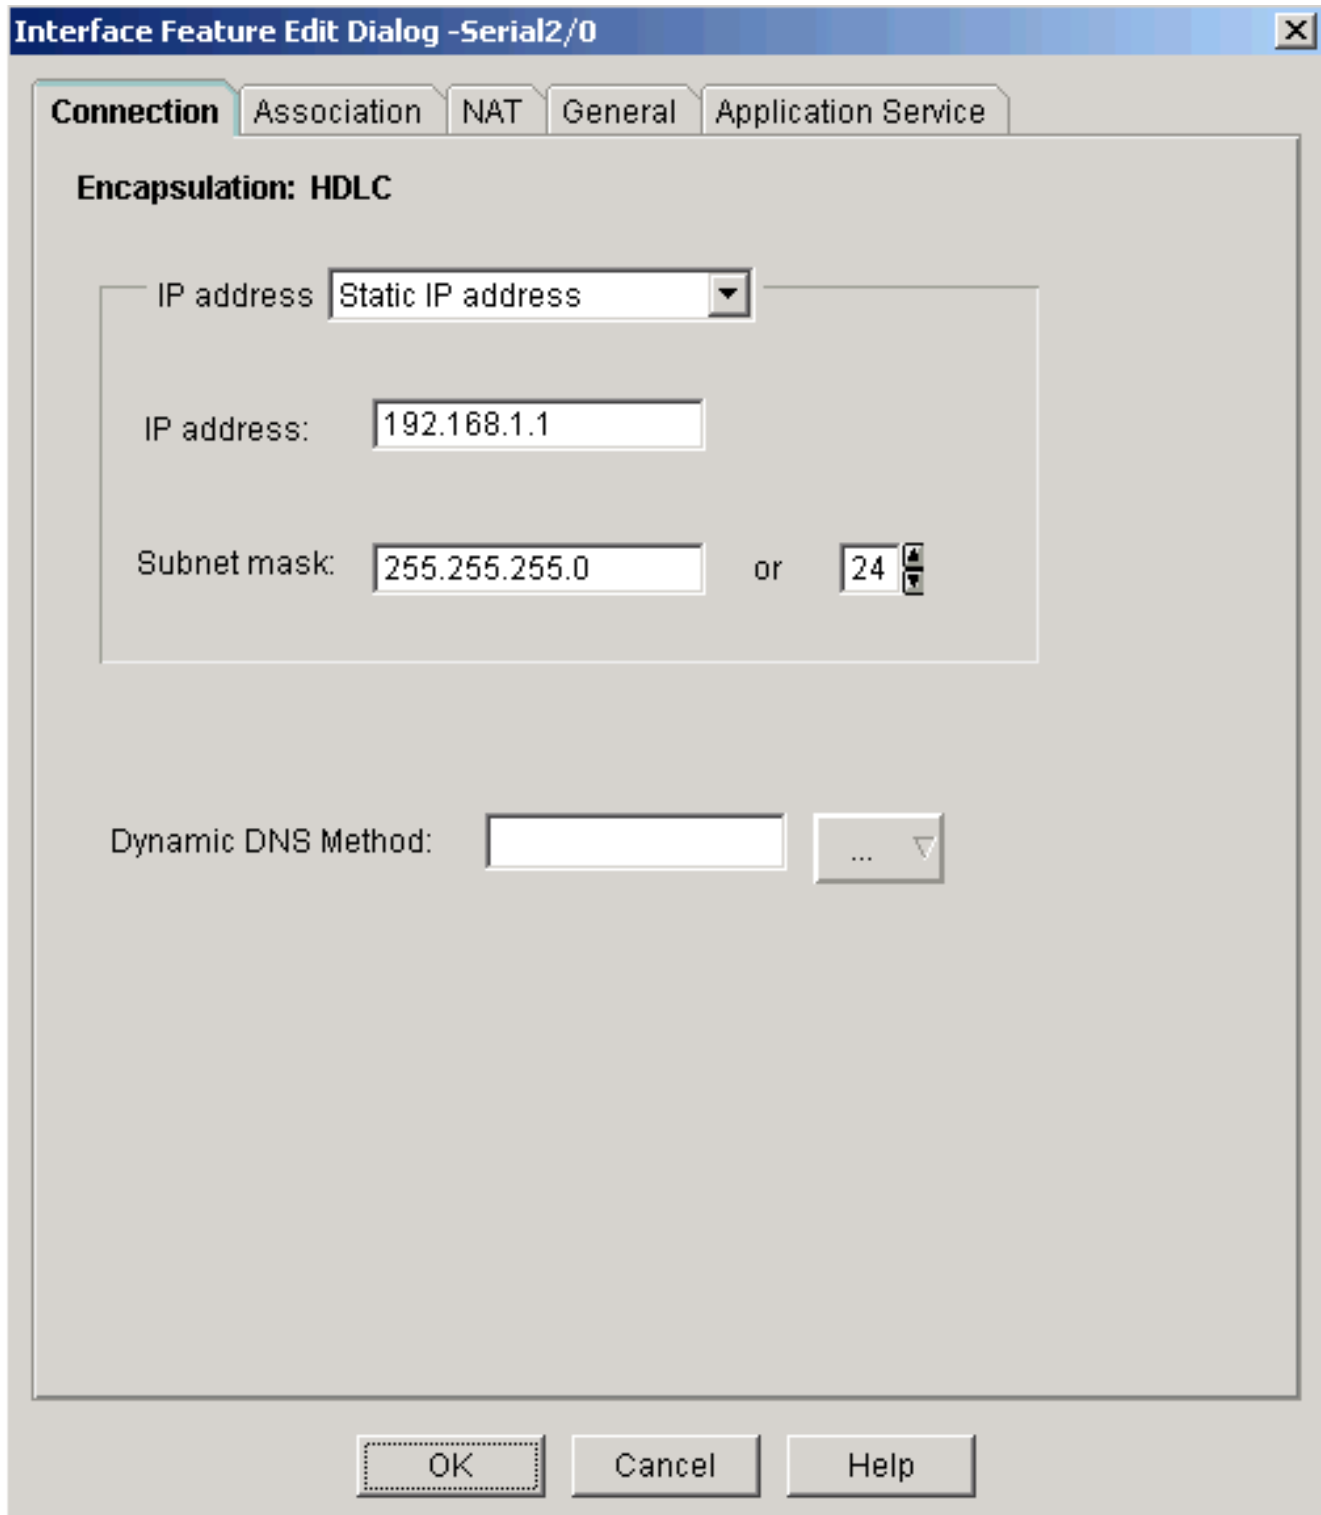 Interface Feature Edit Dialog -Serial2/0
Connection Association NAT General Application Service
Encapsulation: HDLC
IP address Static IP address
IP address: 192.168.1.1
Subnet mask: 255.255.255.0 or 24
Dynamic DNS Method: ...
OK Cancel Help